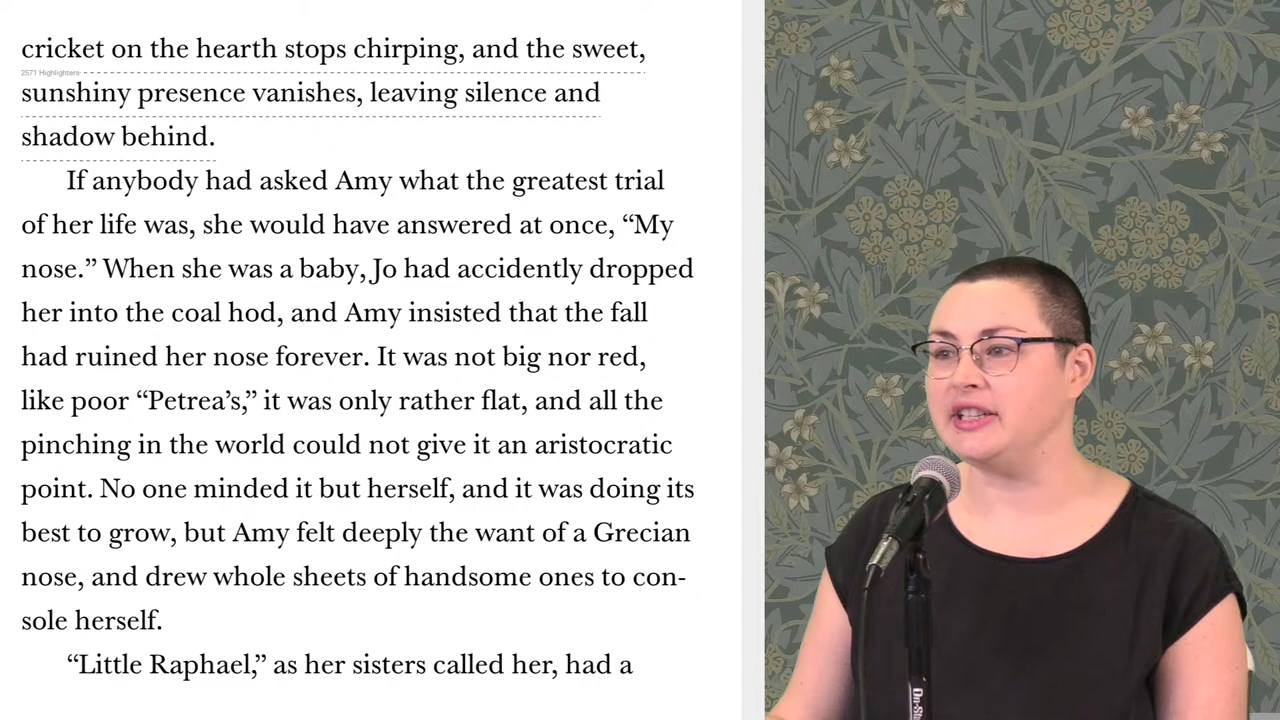 cricket on the hearth stops chirping, and the sweet,
2571 Highlighters
sunshiny presence vanishes, leaving silence and
shadow behind.
If anybody had asked Amy what the greatest trial
of her life was, she would have answered at once, “My
nose.” When she was a baby, Jo had accidently dropped
her into the coal hod, and Amy insisted that the fall
had ruined her nose forever. It was not big nor red,
like poor “Petrea’s,” it was only rather flat, and all the
pinching in the world could not give it an aristocratic
point. No one minded it but herself, and it was doing its
best to grow, but Amy felt deeply the want of a Grecian
nose, and drew whole sheets of handsome ones to con-
sole herself.
“Little Raphael,” as her sisters called her, had a